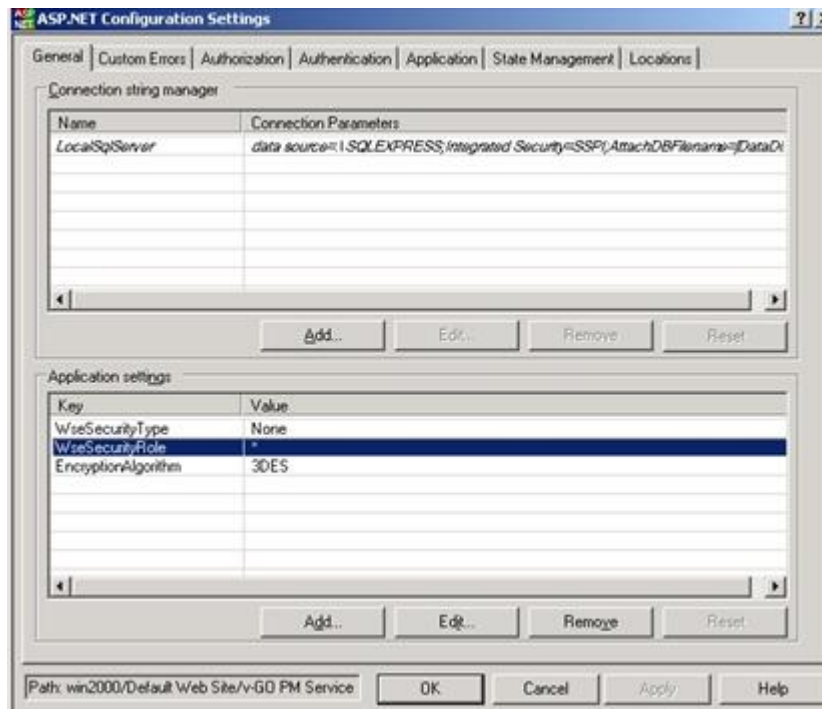 ASP.NET Configuration Settings
General Custom Errors Authorization Authentication Application State Management Locations
Connection string manager
Name Connection Parameters
LocalSqlServer data source=.\SQLEXPRESS;Integrated Security=SSPI;AttachDBFilename=|DataDi
Add... Edit... Remove Reset
Application settings
Key Value
WseSecurityType None
WseSecurityRole *
EncryptionAlgorithm 3DES
Add... Edit... Remove Reset
Path: win2000/Default Web Site/v-GO PM Service OK Cancel Apply Help